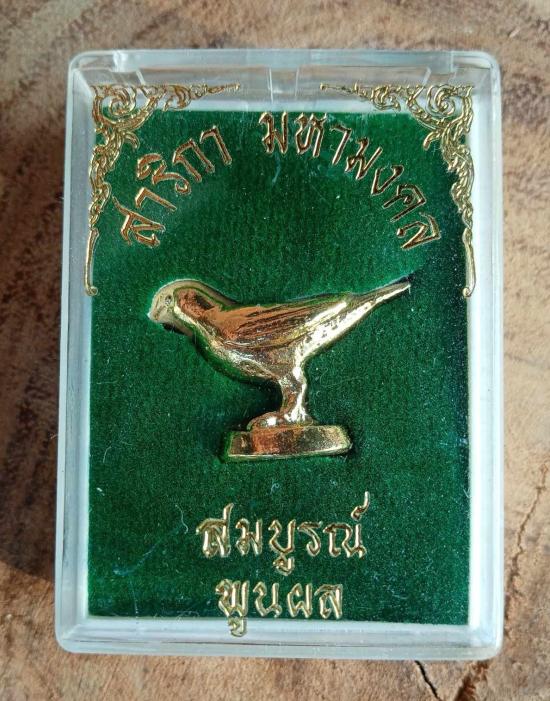 สาริกา มหามงคล
สมบูรณ์
พูนผล